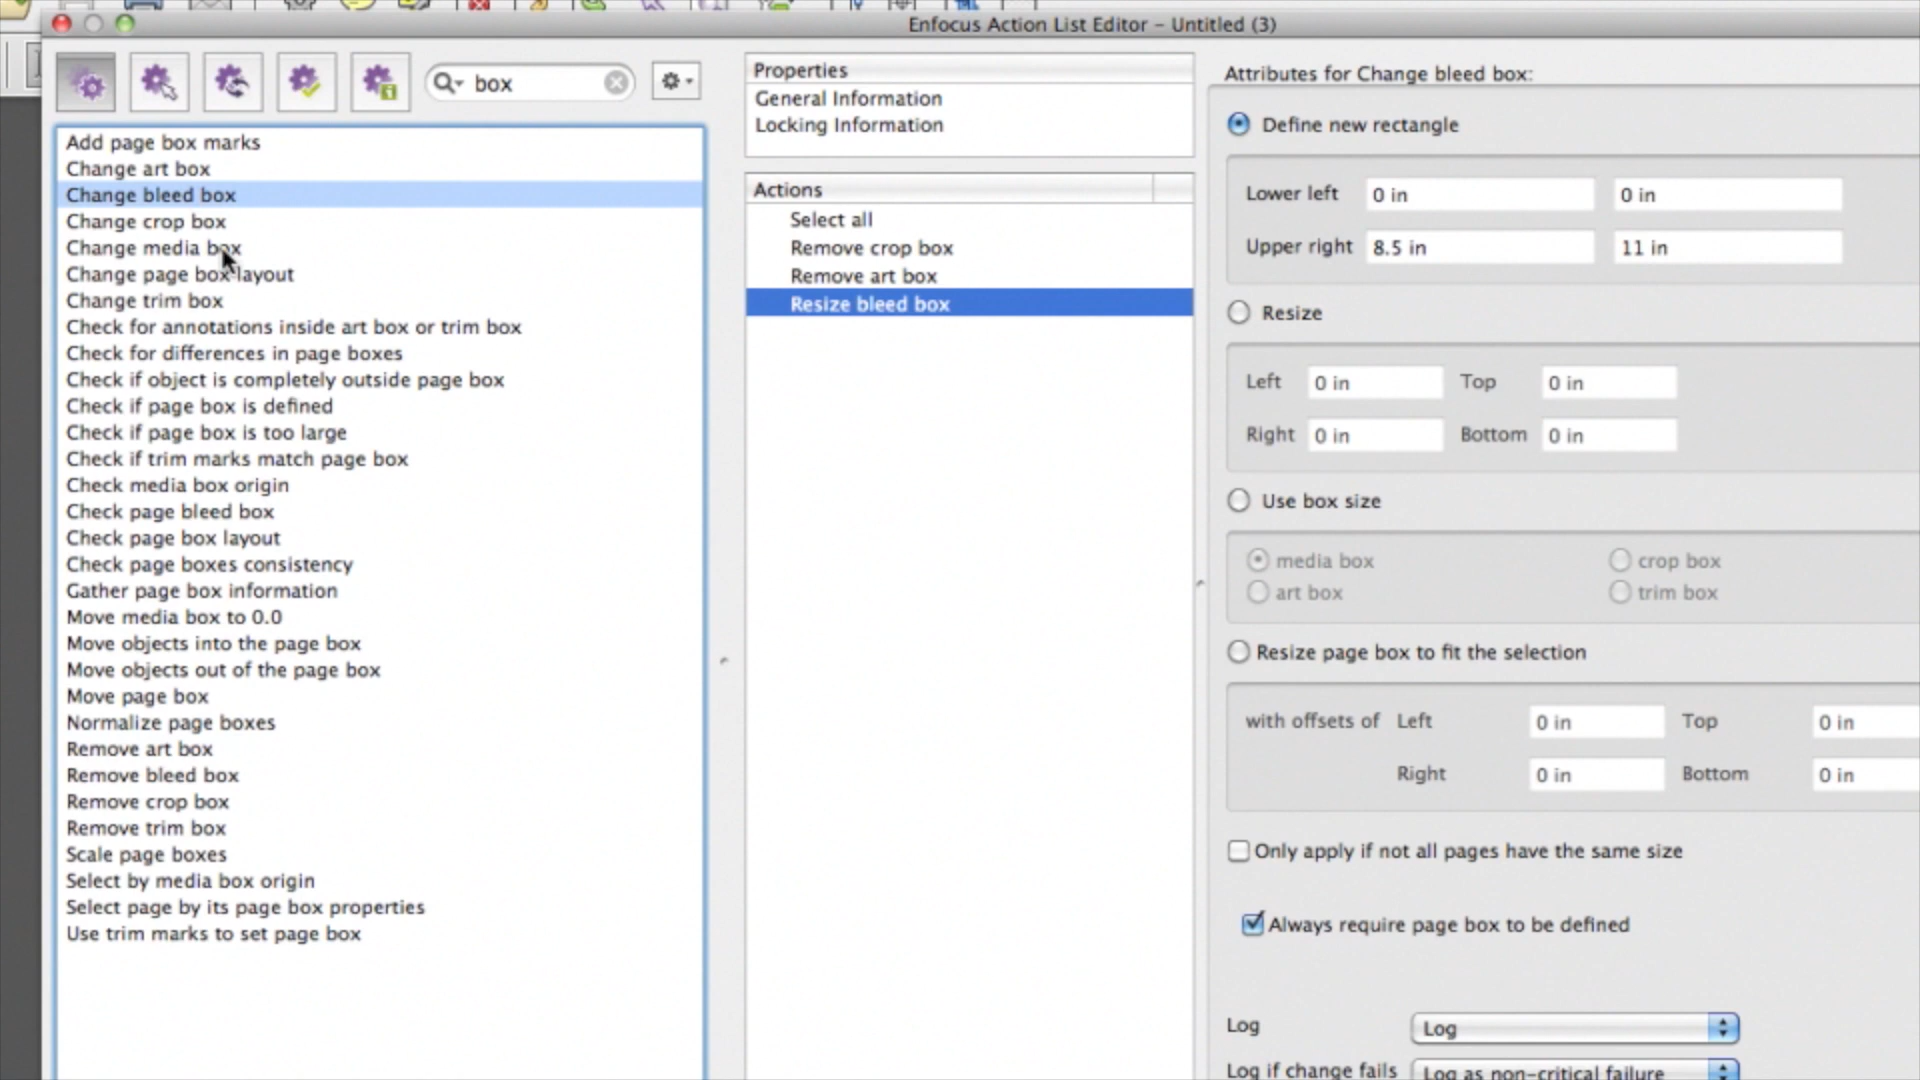 Enfocus Action List Editor – Untitled (3)
box
Add page box marks
Change art box
Change bleed box
Change crop box
Change media box
Change page box layout
Change trim box
Check for annotations inside art box or trim box
Check for differences in page boxes
Check if object is completely outside page box
Check if page box is defined
Check if page box is too large
Check if trim marks match page box
Check media box origin
Check page bleed box
Check page box layout
Check page boxes consistency
Gather page box information
Move media box to 0.0
Move objects into the page box
Move objects out of the page box
Move page box
Normalize page boxes
Remove art box
Remove bleed box
Remove crop box
Remove trim box
Scale page boxes
Select by media box origin
Select page by its page box properties
Use trim marks to set page box
Properties
General Information
Locking Information
Actions
Select all
Remove crop box
Remove art box
Resize bleed box
Attributes for Change bleed box:
Define new rectangle
Lower left 0 in 0 in
Upper right 8.5 in 11 in
Resize
Left 0 in Top 0 in
Right 0 in Bottom 0 in
Use box size
media box crop box
art box trim box
Resize page box to fit the selection
with offsets of Left 0 in Top 0 in
Right 0 in Bottom 0 in
Only apply if not all pages have the same size
Always require page box to be defined
Log Log
Log if change fails Log as non-critical failure